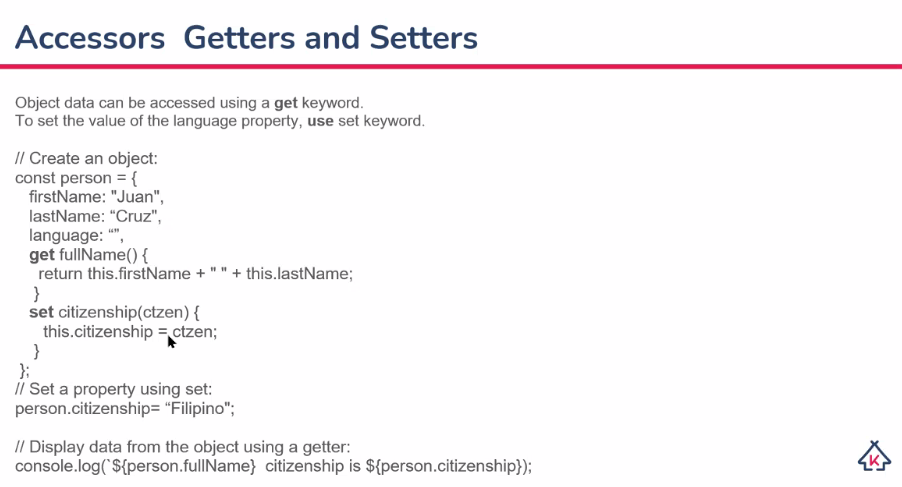 Accessors  Getters and Setters
Object data can be accessed using a get keyword.
To set the value of the language property, use set keyword.
// Create an object:
const person = {
firstName: "Juan",
lastName: “Cruz",
language: “”,
get fullName() {
return this.firstName + " " + this.lastName;
}
set citizenship(ctzen) {
this.citizenship = ctzen;
}
};
// Set a property using set:
person.citizenship= “Filipino";
// Display data from the object using a getter:
console.log(`${person.fullName}  citizenship is ${person.citizenship});
K